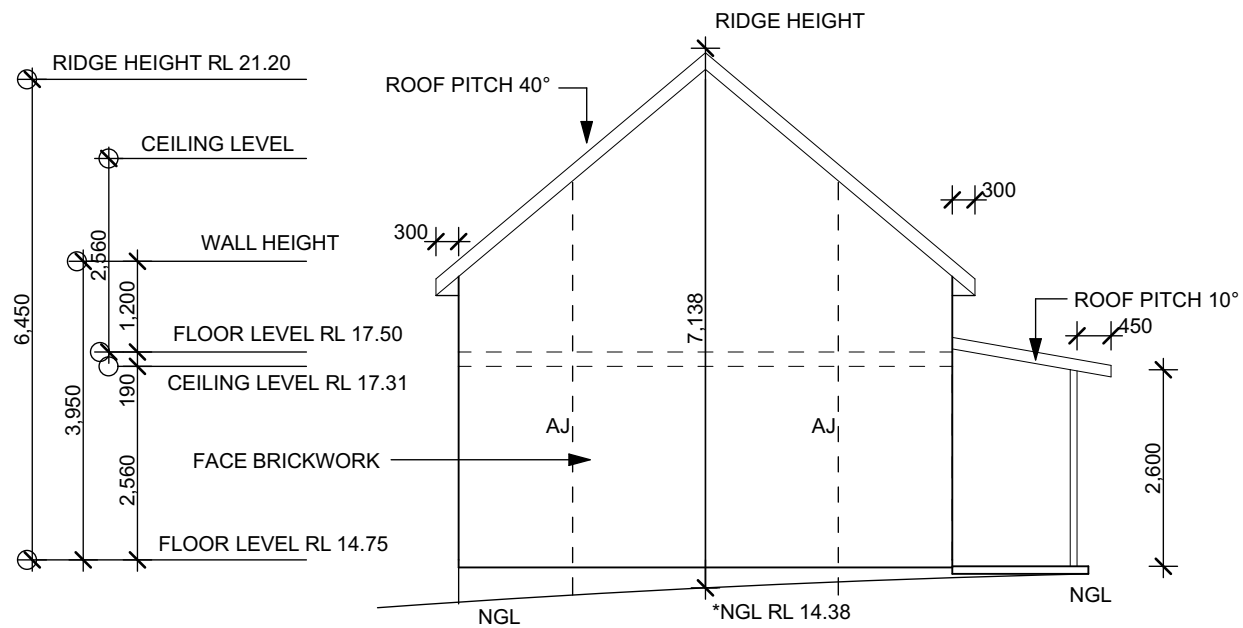 RIDGE HEIGHT
RIDGE HEIGHT RL 21.20
ROOF PITCH 40°
CEILING LEVEL
300
300
WALL HEIGHT
2,560
1,200
ROOF PITCH 10°
450
6,450
7,138
FLOOR LEVEL RL 17.50
CEILING LEVEL RL 17.31
190
3,950
AJ
AJ
FACE BRICKWORK
2,560
2,600
FLOOR LEVEL RL 14.75
NGL
*NGL RL 14.38
NGL